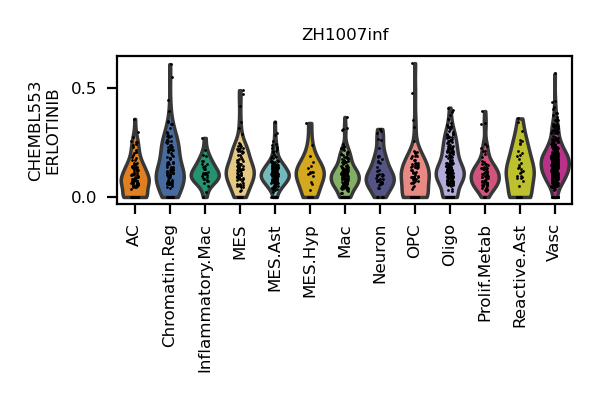 ZH1007inf
CHEMBL553
ERLOTINIB
0.5
0.0
AC
Chromatin.Reg
Inflammatory.Mac
MES
MES.Ast
MES.Hyp
Mac
Neuron
OPC
Oligo
Prolif.Metab
Reactive.Ast
Vasc